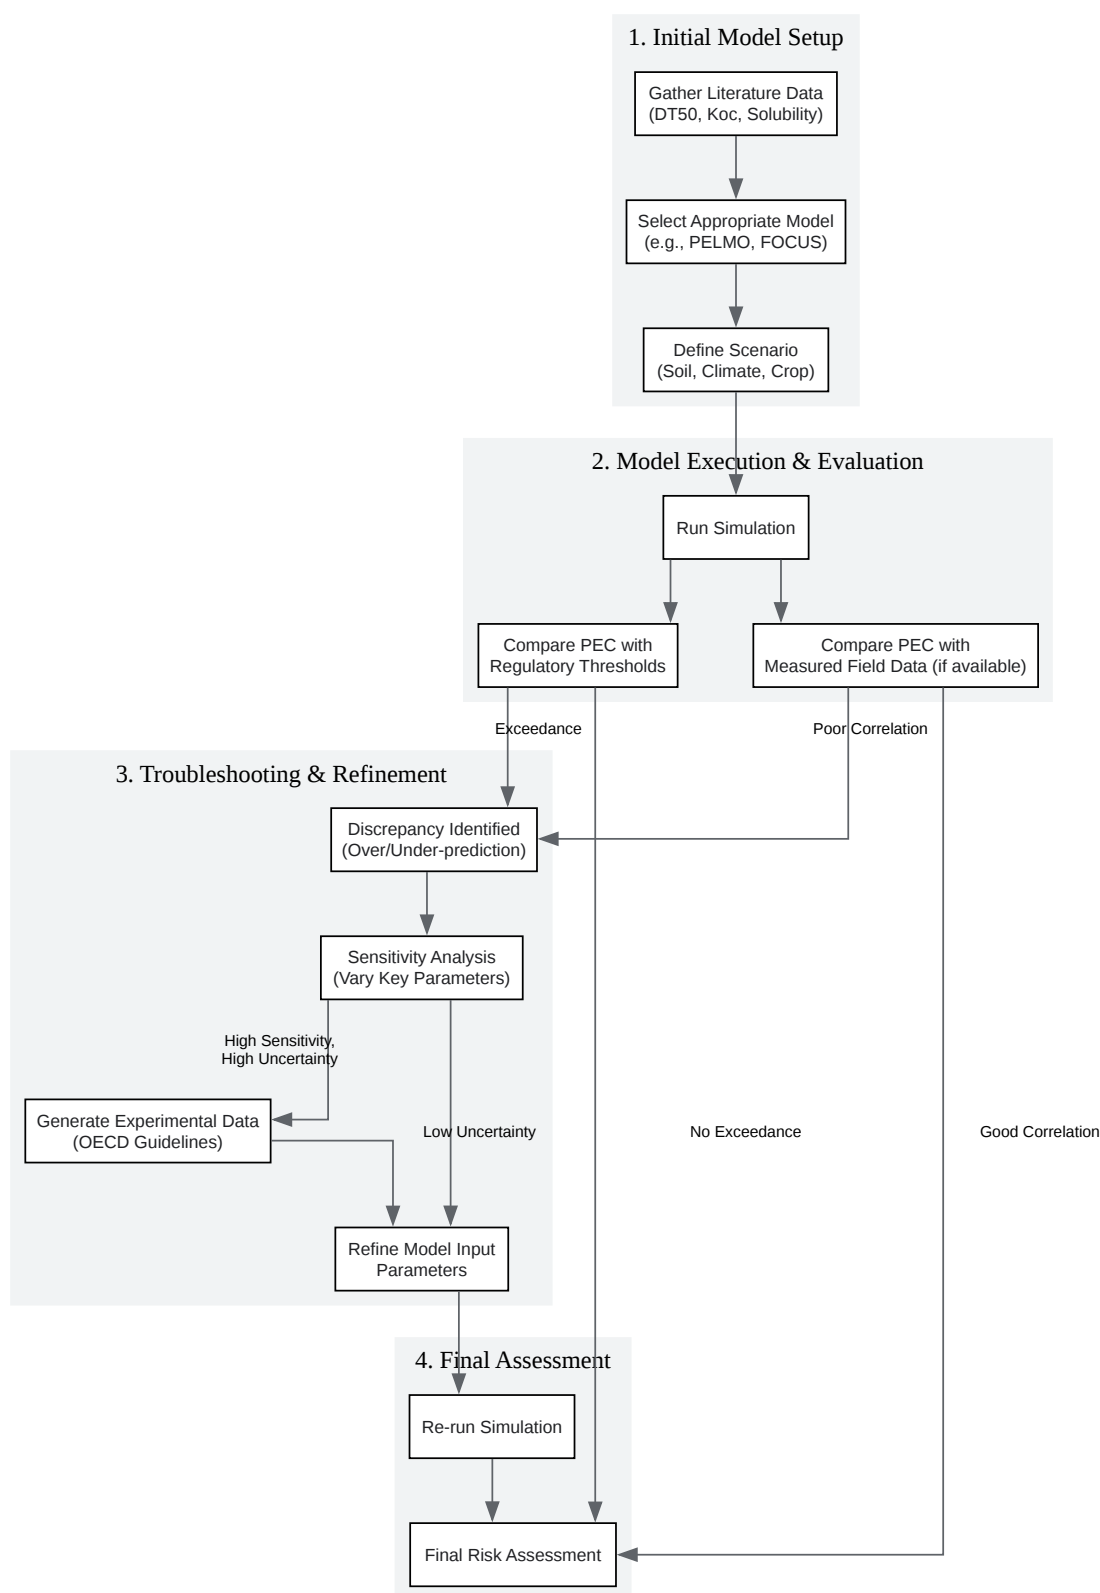 1. Initial Model Setup
Gather Literature Data
(DT50, Koc, Solubility)
Select Appropriate Model
(e.g., PELMO, FOCUS)
Define Scenario
(Soil, Climate, Crop)
2. Model Execution & Evaluation
Run Simulation
Compare PEC with
Regulatory Thresholds
Compare PEC with
Measured Field Data (if available)
Exceedance
Poor Correlation
3. Troubleshooting & Refinement
Discrepancy Identified
(Over/Under-prediction)
Sensitivity Analysis
(Vary Key Parameters)
High Sensitivity,
High Uncertainty
Generate Experimental Data
(OECD Guidelines)
Low Uncertainty
No Exceedance
Good Correlation
Refine Model Input
Parameters
4. Final Assessment
Re-run Simulation
Final Risk Assessment